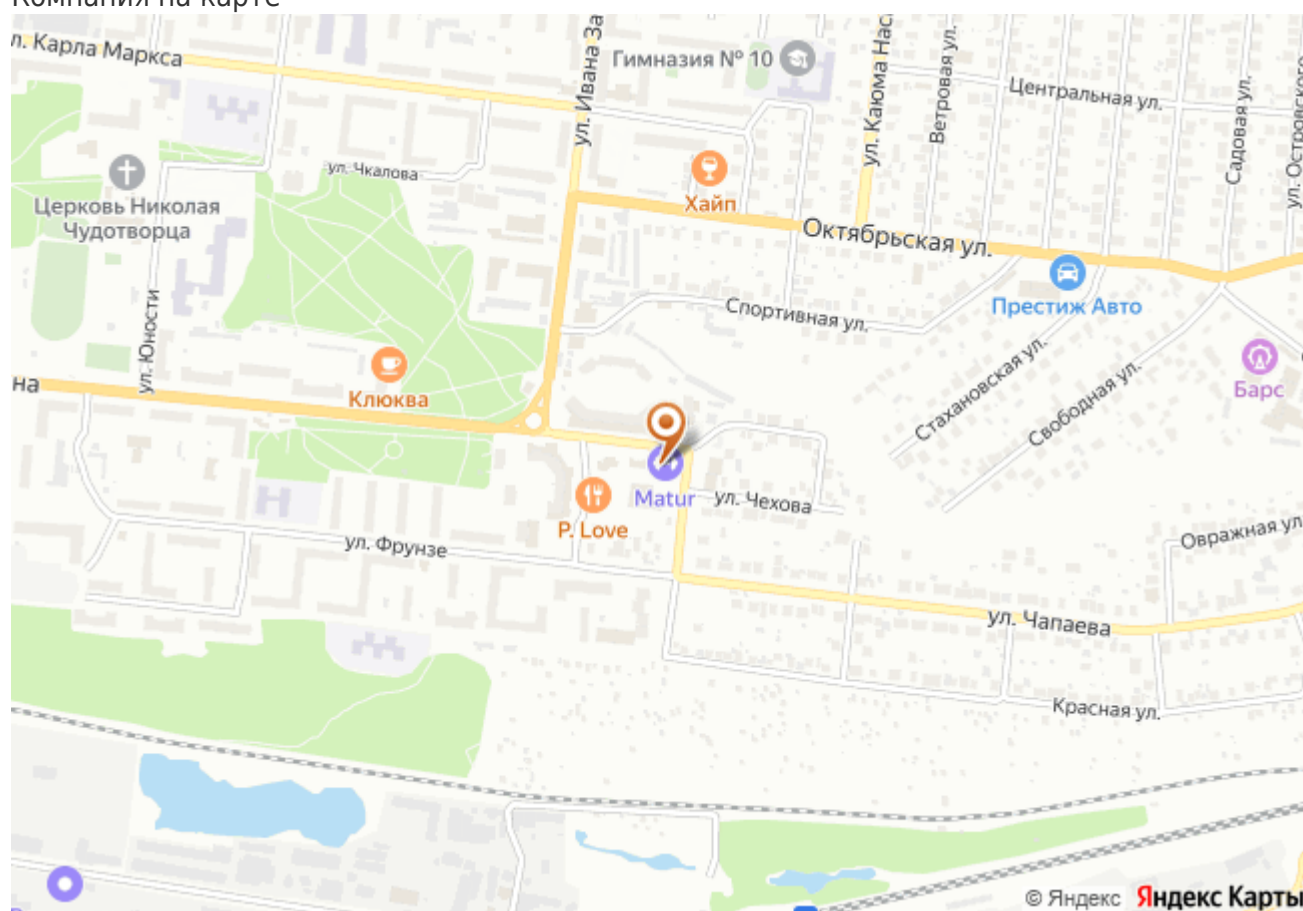 Компания на карте
л. Карла Маркса
ул. Ивана За
Гимназия № 10
ул. Каюма Нас
Ветровая ул.
Центральная ул.
Садовая ул.
ул. Островского
ул. Чкалова
Церковь Николая
Чудотворца
Хайп
Октябрьская ул.
Престиж Авто
ул. Юности
Спортивная ул.
Стахановская ул.
Свободная ул.
Барс
на
Клюква
Matur
ул. Чехова
P. Love
ул. Фрунзе
Овражная ул
ул. Чапаева
Красная ул.
© Яндекс Яндекс Карты